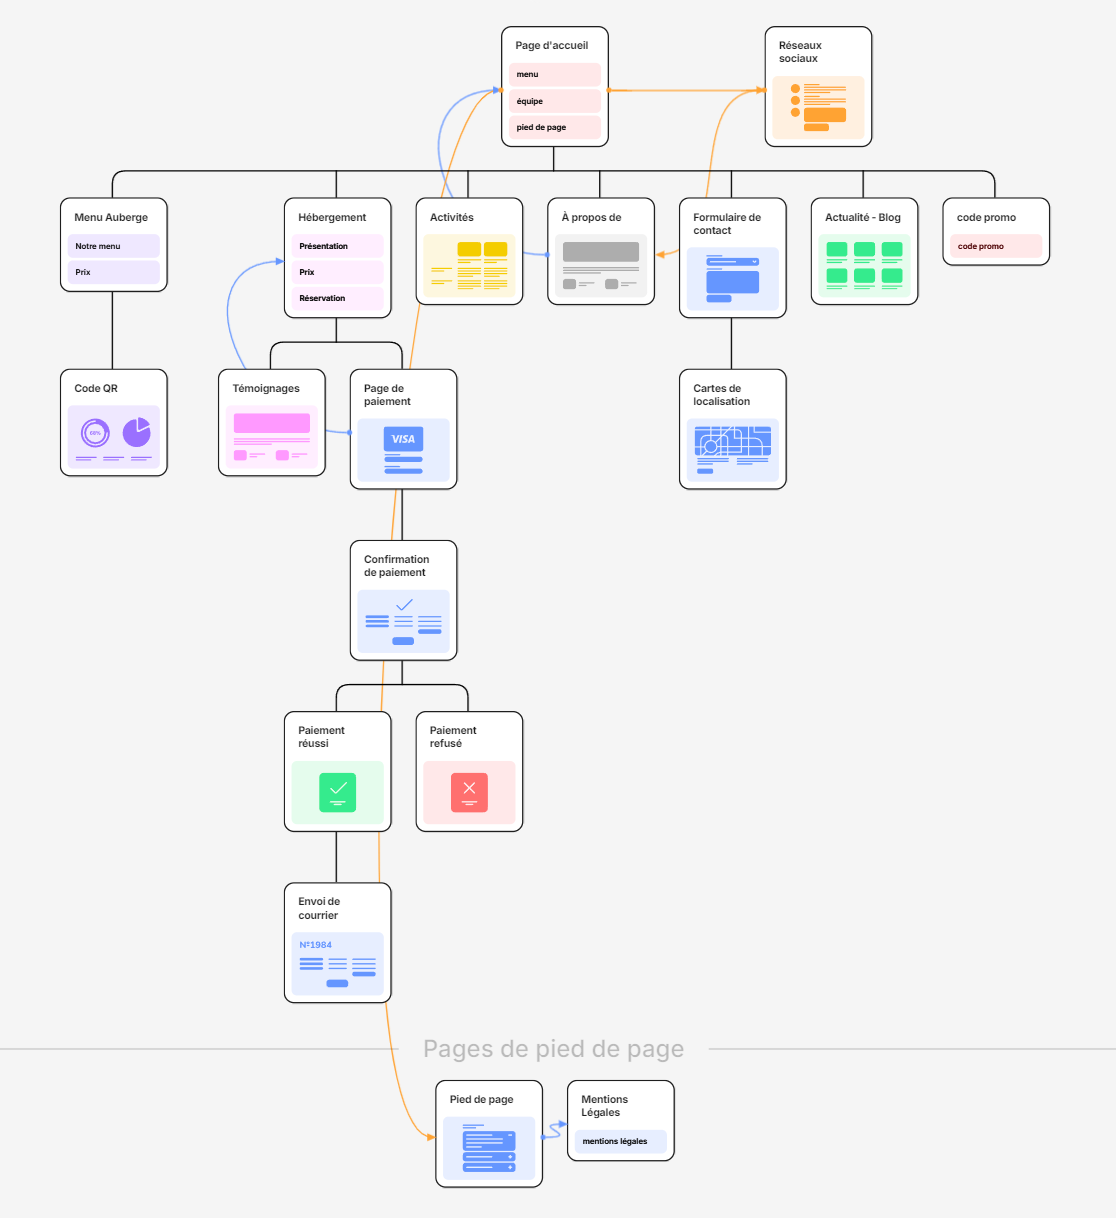 Page d'accueil
menu
équipe
pied de page
Réseaux
sociaux
Menu Auberge
Notre menu
Prix
Hébergement
Présentation
Prix
Réservation
Activités
À propos de
Formulaire de
contact
Actualité - Blog
code promo
code promo
Code QR
60%
Témoignages
Page de
paiement
VISA
Cartes de
localisation
Confirmation
de paiement
Paiement
réussi
Paiement
refusé
Envoi de
courrier
Nº1984
Pages de pied de page
Pied de page
Mentions
Légales
mentions légales